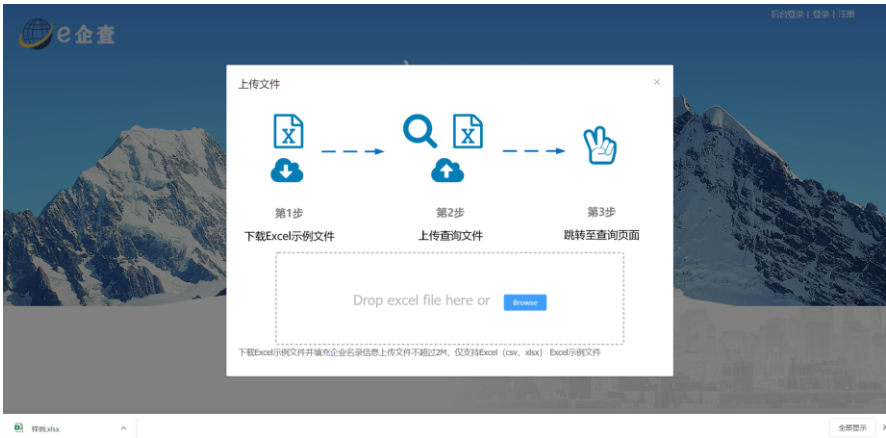 e企查
后台登录 | 登录 | 注册
上传文件
×
第1步
第2步
第3步
下载Excel示例文件
上传查询文件
跳转至查询页面
Drop excel file here or
Browse
下载Excel示例文件并填充企业名录信息上传文件不超过2M，仅支持Excel（csv、xlsx） Excel示例文件
样例.xlsx
全部显示